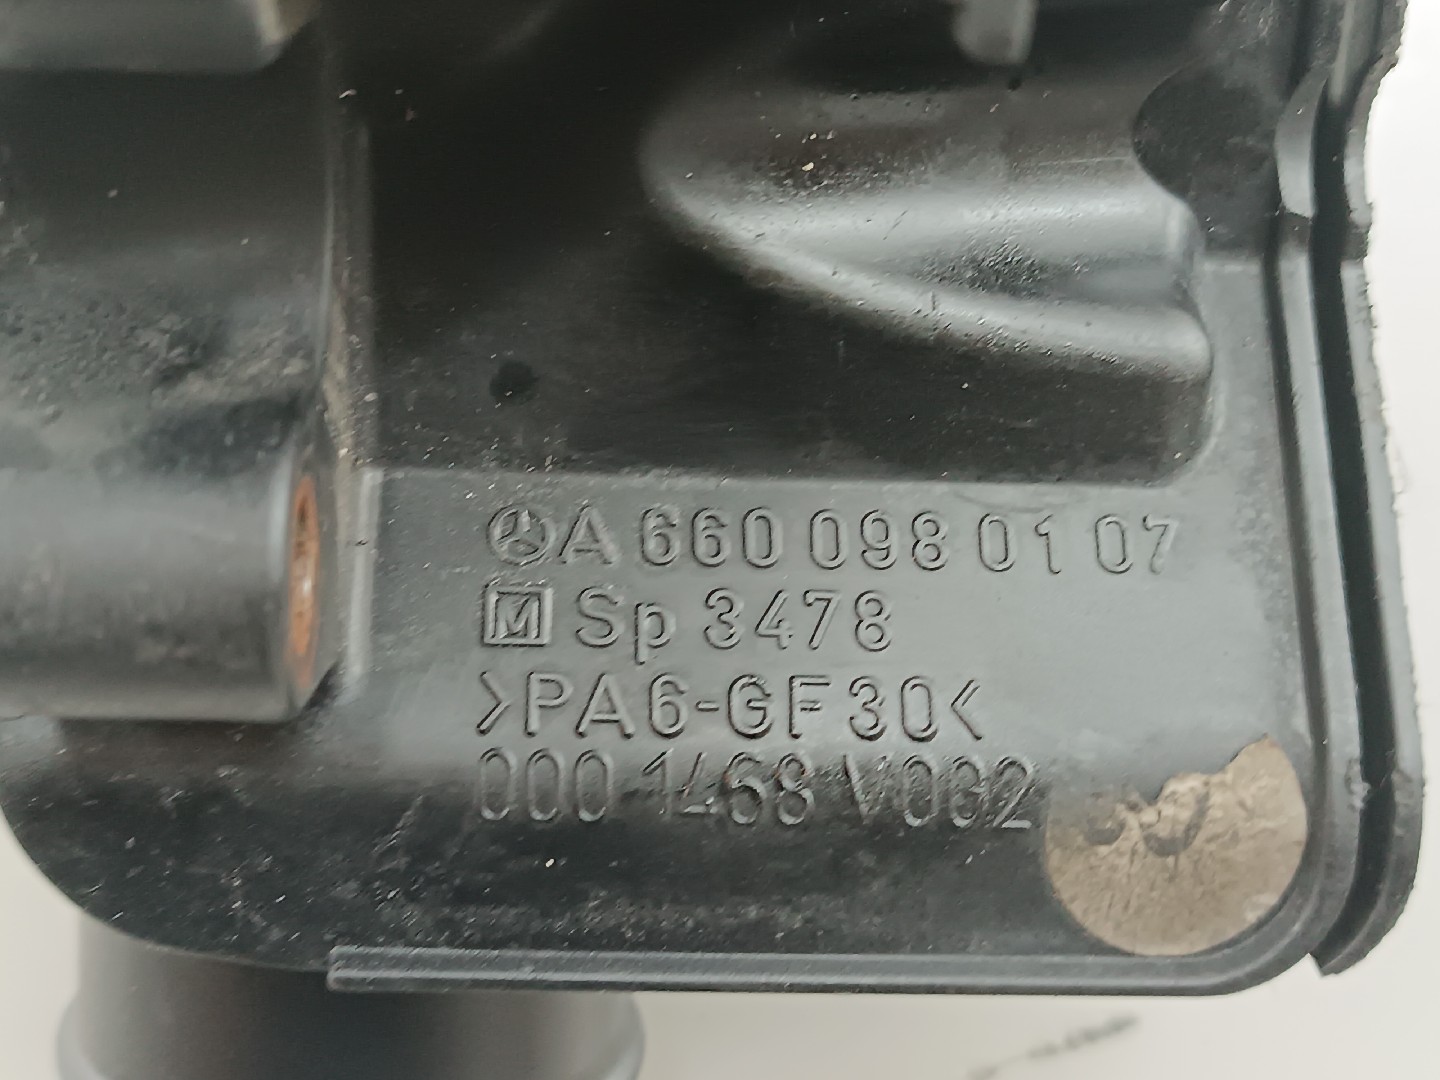 A 660 098 01 07
M Sp 3478
>PA6-GF30<
000 1468 V002